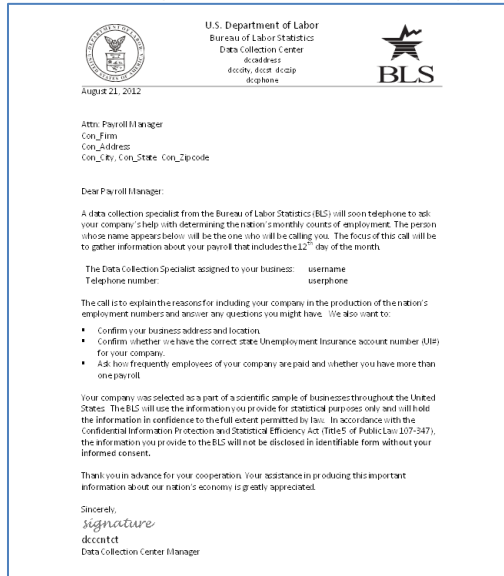 U.S. Department of Labor
Bureau of Labor Statistics
Data Collection Center
dccaddress
dcccity, dccst dcczip
dccphone
BLS
August 21, 2012
Attn: Payroll Manager
Con_Firm
Con_Address
Con_City, Con_State Con_Zipcode
Dear Payroll Manager:
A data collection specialist from the Bureau of Labor Statistics (BLS) will soon telephone to ask
your company's help with determining the nation's monthly counts of employment. The person
whose name appears below will be the one who will be calling you. The focus of this call will be
to gather information about your payroll that includes the 12th day of the month.
The Data Collection Specialist assigned to your business: username
Telephone number: userphone
The call is to explain the reasons for including your company in the production of the nation's
employment numbers and answer any questions you might have. We also want to:
▪ Confirm your business address and location.
▪ Confirm whether we have the correct state Unemployment Insurance account number (UI#)
for your company.
▪ Ask how frequently employees of your company are paid and whether you have more than
one payroll.
Your company was selected as a part of a scientific sample of businesses throughout the United
States. The BLS will use the information you provide for statistical purposes only and will hold
the information in confidence to the full extent permitted by law. In accordance with the
Confidential Information Protection and Statistical Efficiency Act (Title 5 of Public Law 107-347),
the information you provide to the BLS will not be disclosed in identifiable form without your
informed consent.
Thank you in advance for your cooperation. Your assistance in producing this important
information about our nation's economy is greatly appreciated.
Sincerely,
signature
dcccntct
Data Collection Center Manager